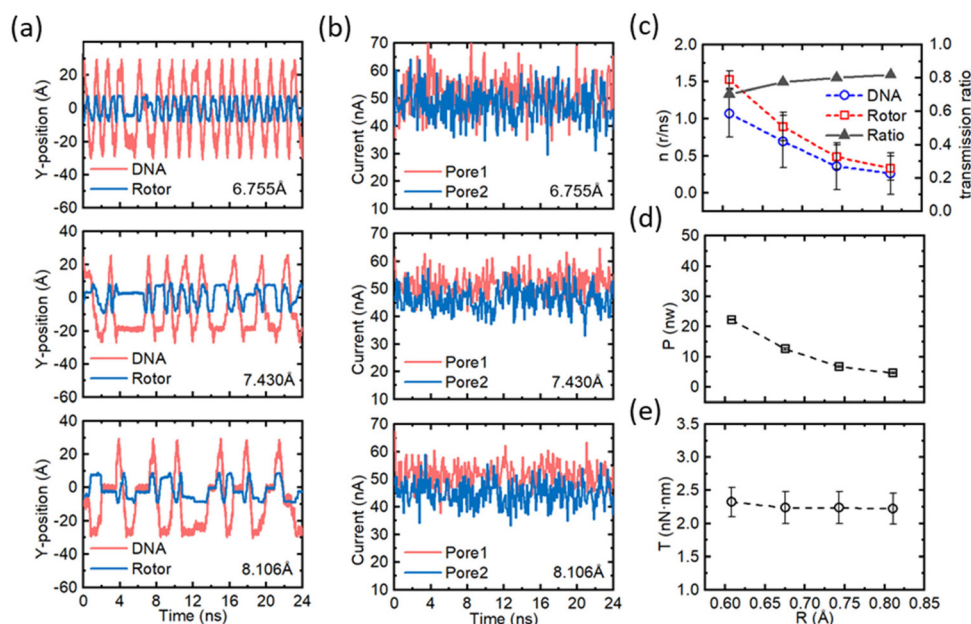 (a)
Y-position (Å)
20
0
-20
-40
-60
DNA
Rotor
6.755Å
40
20
0
-20
-40
-60
Y-position (Å)
DNA
Rotor
7.430Å
40
20
0
-20
-40
-60
Y-position (Å)
DNA
Rotor
8.106Å
0 4 8 12 16 20 24
Time (ns)
(b)
Current (nA)
70
60
50
40
30
20
10
Pore1
Pore2
6.755Å
Current (nA)
70
60
50
40
30
20
10
Pore1
Pore2
7.430Å
Current (nA)
70
60
50
40
30
20
10
Pore1
Pore2
8.106Å
0 4 8 12 16 20 24
Time (ns)
(c)
n (r/ns)
2.0
1.5
1.0
0.5
0.0
DNA
Rotor
Ratio
1.0
0.8
0.6
0.4
0.2
0.0
transmission ratio
(d)
P (nw)
50
40
30
20
10
0
(e)
T (nN·nm)
3.5
3.0
2.5
2.0
1.5
1.0
0.60 0.65 0.70 0.75 0.80 0.85
R (Å)